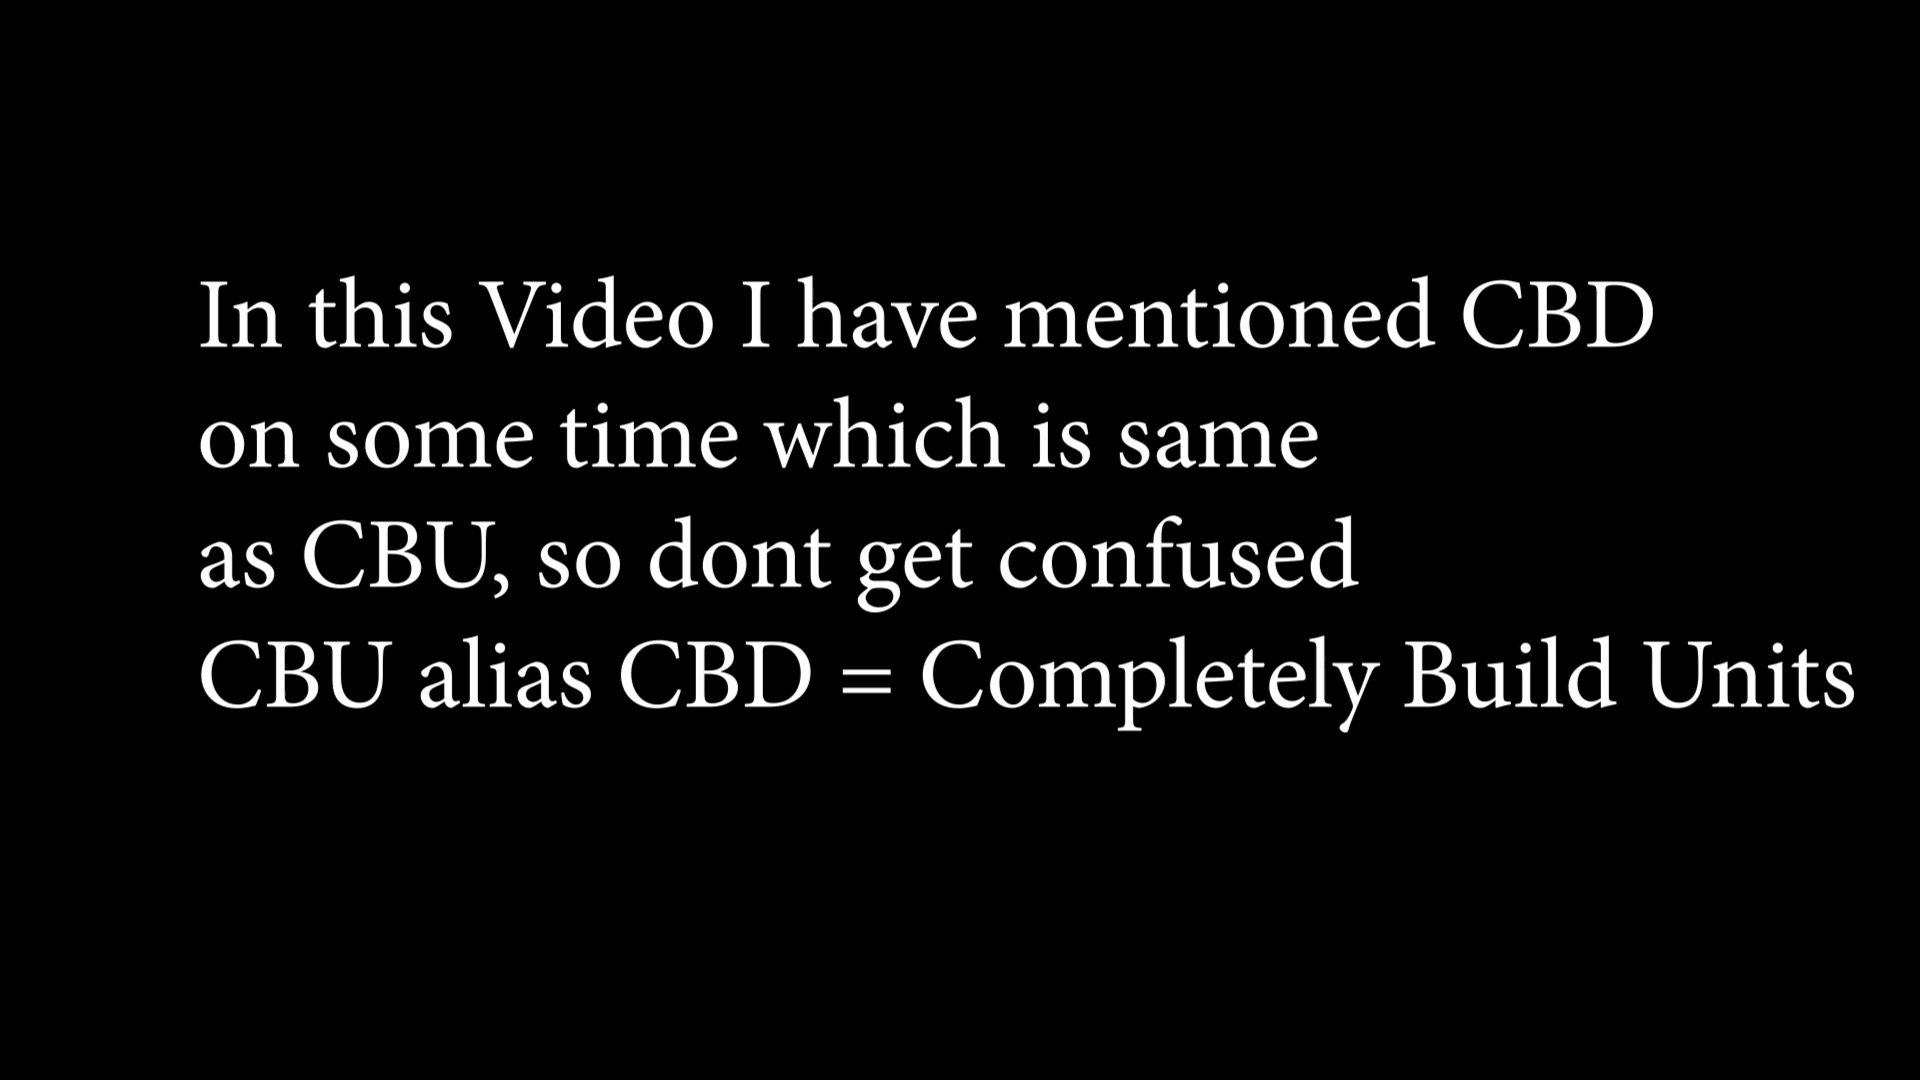 In this Video I have mentioned CBD
on some time which is same
as CBU, so dont get confused
CBU alias CBD = Completely Build Units